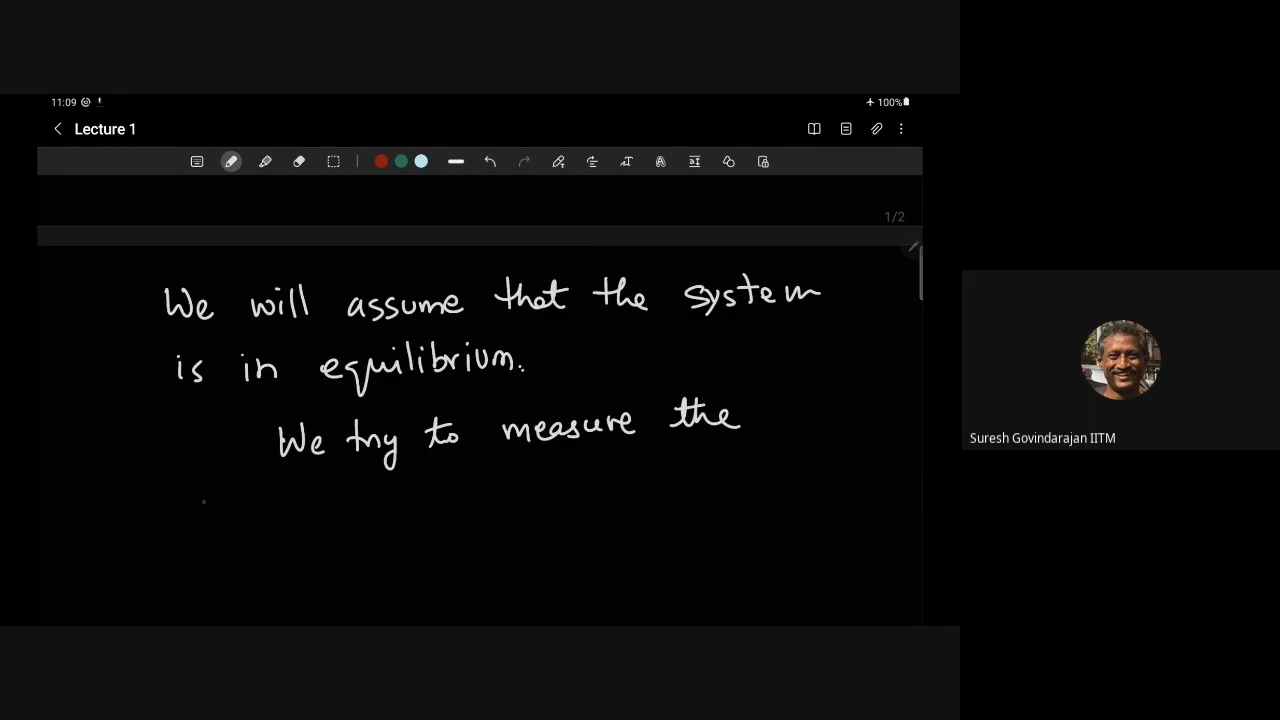 11:09
100%
Lecture 1
1/2
We will assume that the system
is in equilibrium.
We try to measure the
Suresh Govindarajan IITM